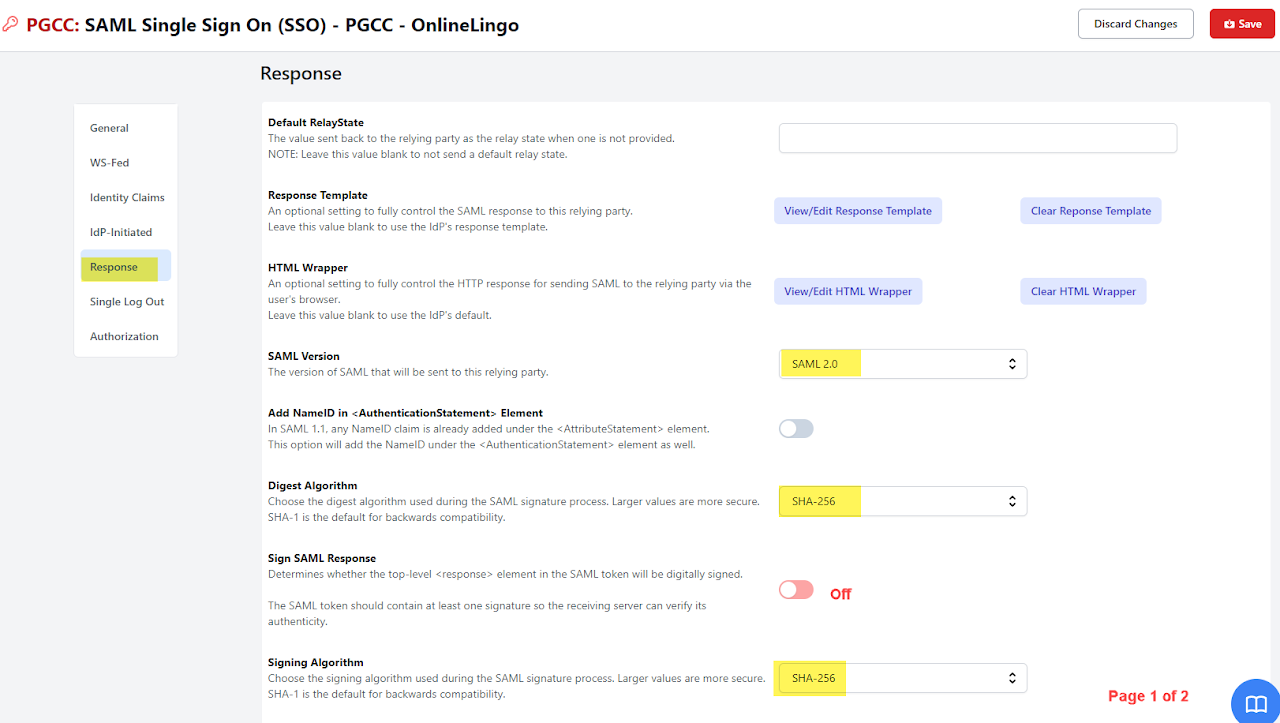 PGCC: SAML Single Sign On (SSO) - PGCC - OnlineLingo
Discard Changes
Save
Response
General
WS-Fed
Identity Claims
IdP-Initiated
Response
Single Log Out
Authorization
Default RelayState
The value sent back to the relying party as the relay state when one is not provided.
NOTE: Leave this value blank to not send a default relay state.
Response Template
An optional setting to fully control the SAML response to this relying party.
Leave this value blank to use the IdP's response template.
View/Edit Response Template
Clear Reponse Template
HTML Wrapper
An optional setting to fully control the HTTP response for sending SAML to the relying party via the
user's browser.
Leave this value blank to use the IdP's default.
View/Edit HTML Wrapper
Clear HTML Wrapper
SAML Version
The version of SAML that will be sent to this relying party.
SAML 2.0
Add NameID in <AuthenticationStatement> Element
In SAML 1.1, any NameID claim is already added under the <AttributeStatement> element.
This option will add the NameID under the <AuthenticationStatement> element as well.
Digest Algorithm
Choose the digest algorithm used during the SAML signature process. Larger values are more secure.
SHA-1 is the default for backwards compatibility.
SHA-256
Sign SAML Response
Determines whether the top-level <response> element in the SAML token will be digitally signed.
The SAML token should contain at least one signature so the receiving server can verify its
authenticity.
Off
Signing Algorithm
Choose the signing algorithm used during the SAML signature process. Larger values are more secure.
SHA-1 is the default for backwards compatibility.
SHA-256
Page 1 of 2